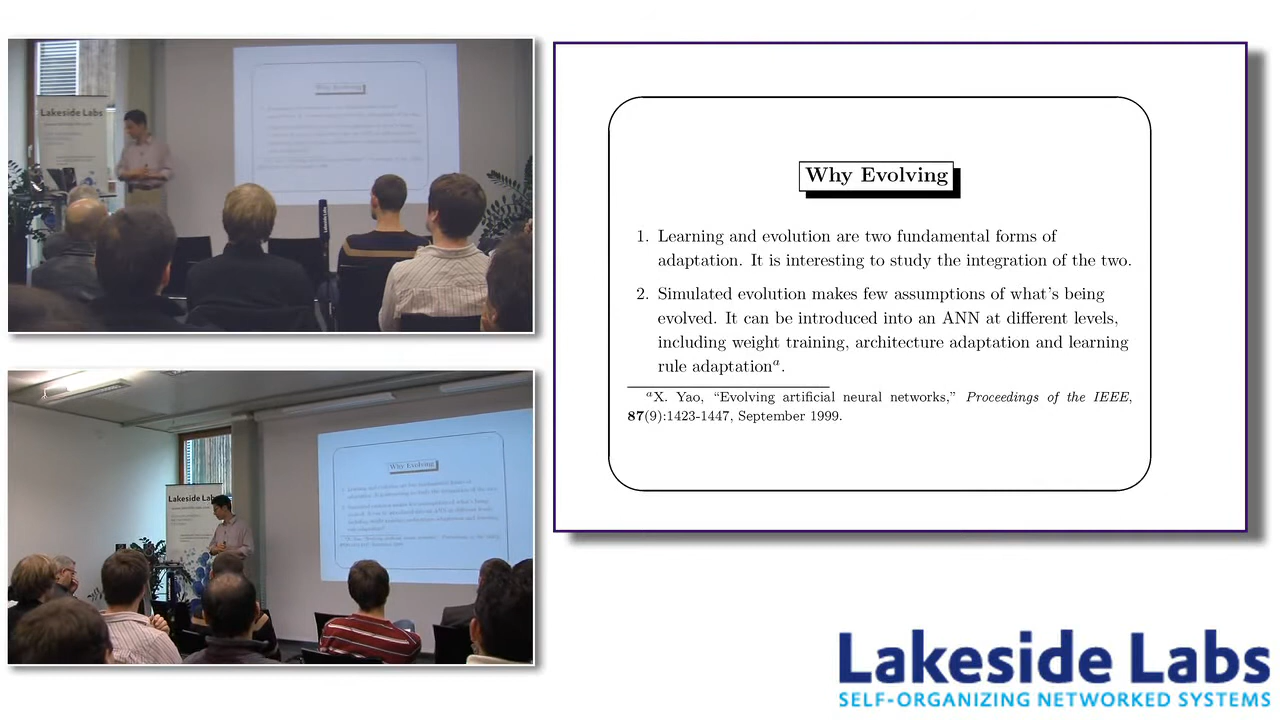 Lakeside Labs
Why Evolving
Lakeside Labs
Why Evolving
Why Evolving
1. Learning and evolution are two fundamental forms of
adaptation. It is interesting to study the integration of the two.
2. Simulated evolution makes few assumptions of what's being
evolved. It can be introduced into an ANN at different levels,
including weight training, architecture adaptation and learning
rule adaptationᵃ.
ᵃX. Yao, “Evolving artificial neural networks,” Proceedings of the IEEE,
87(9):1423-1447, September 1999.
Lakeside Labs
SELF-ORGANIZING NETWORKED SYSTEMS